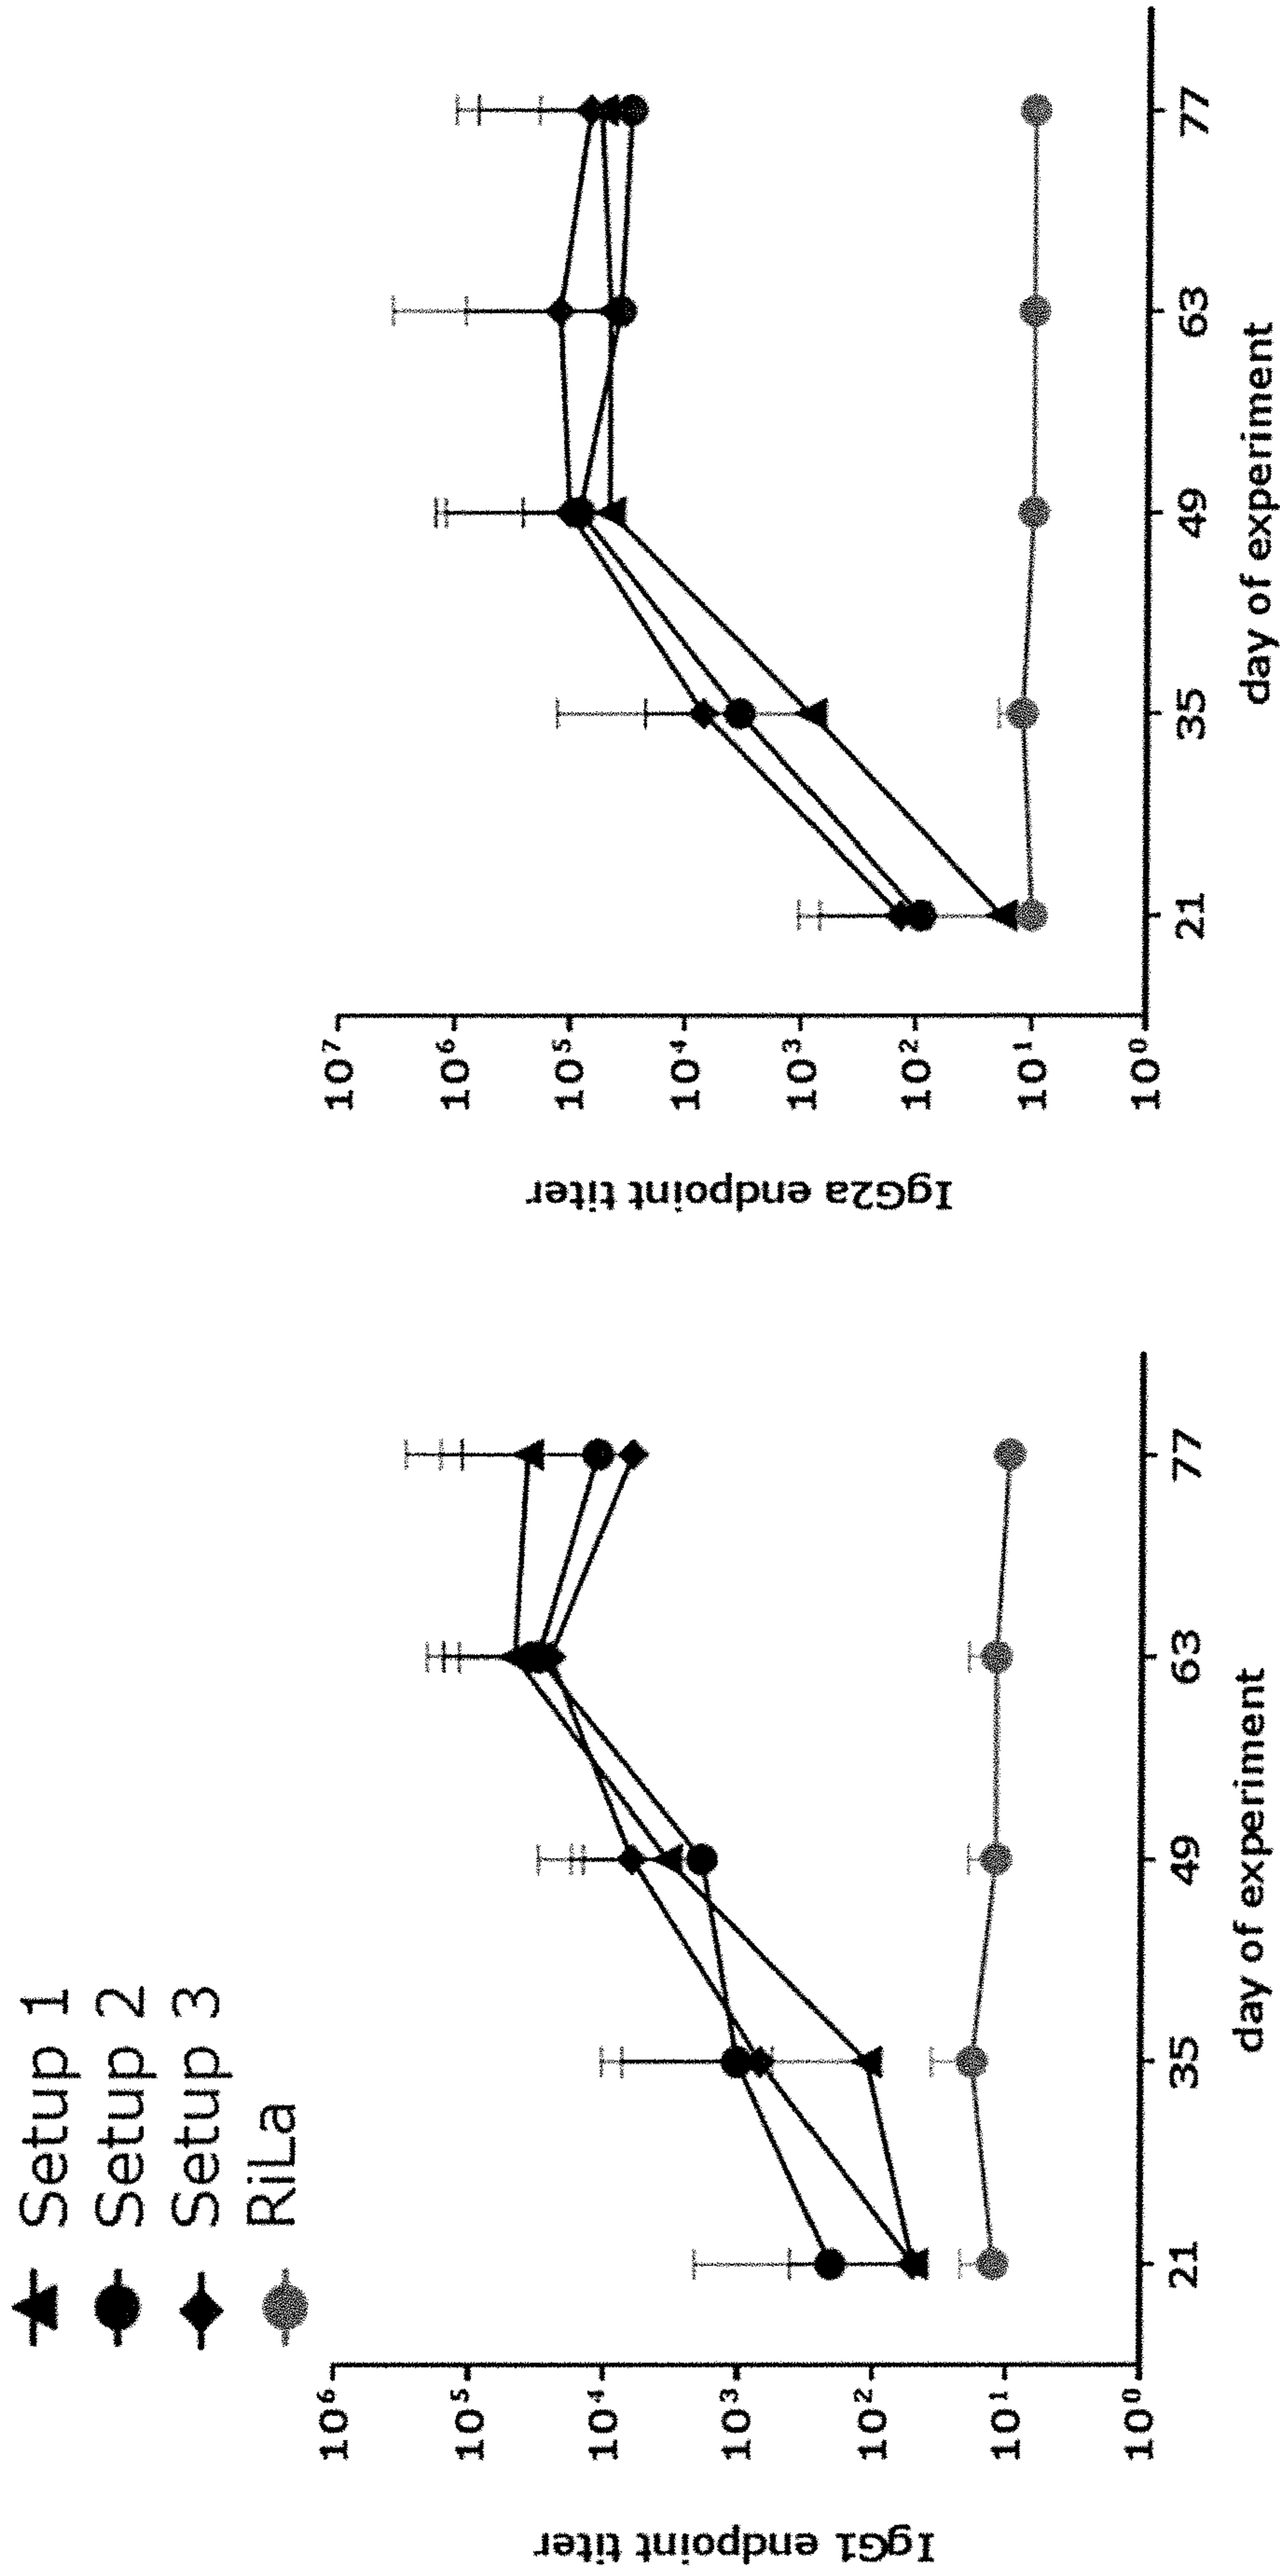 Setup 1
Setup 2
Setup 3
RiLa
IgG1 endpoint titer
10⁶
10⁵
10⁴
10³
10²
10¹
10⁰
21 35 49 63 77
day of experiment
IgG2a endpoint titer
10⁷
10⁶
10⁵
10⁴
10³
10²
10¹
10⁰
21 35 49 63 77
day of experiment